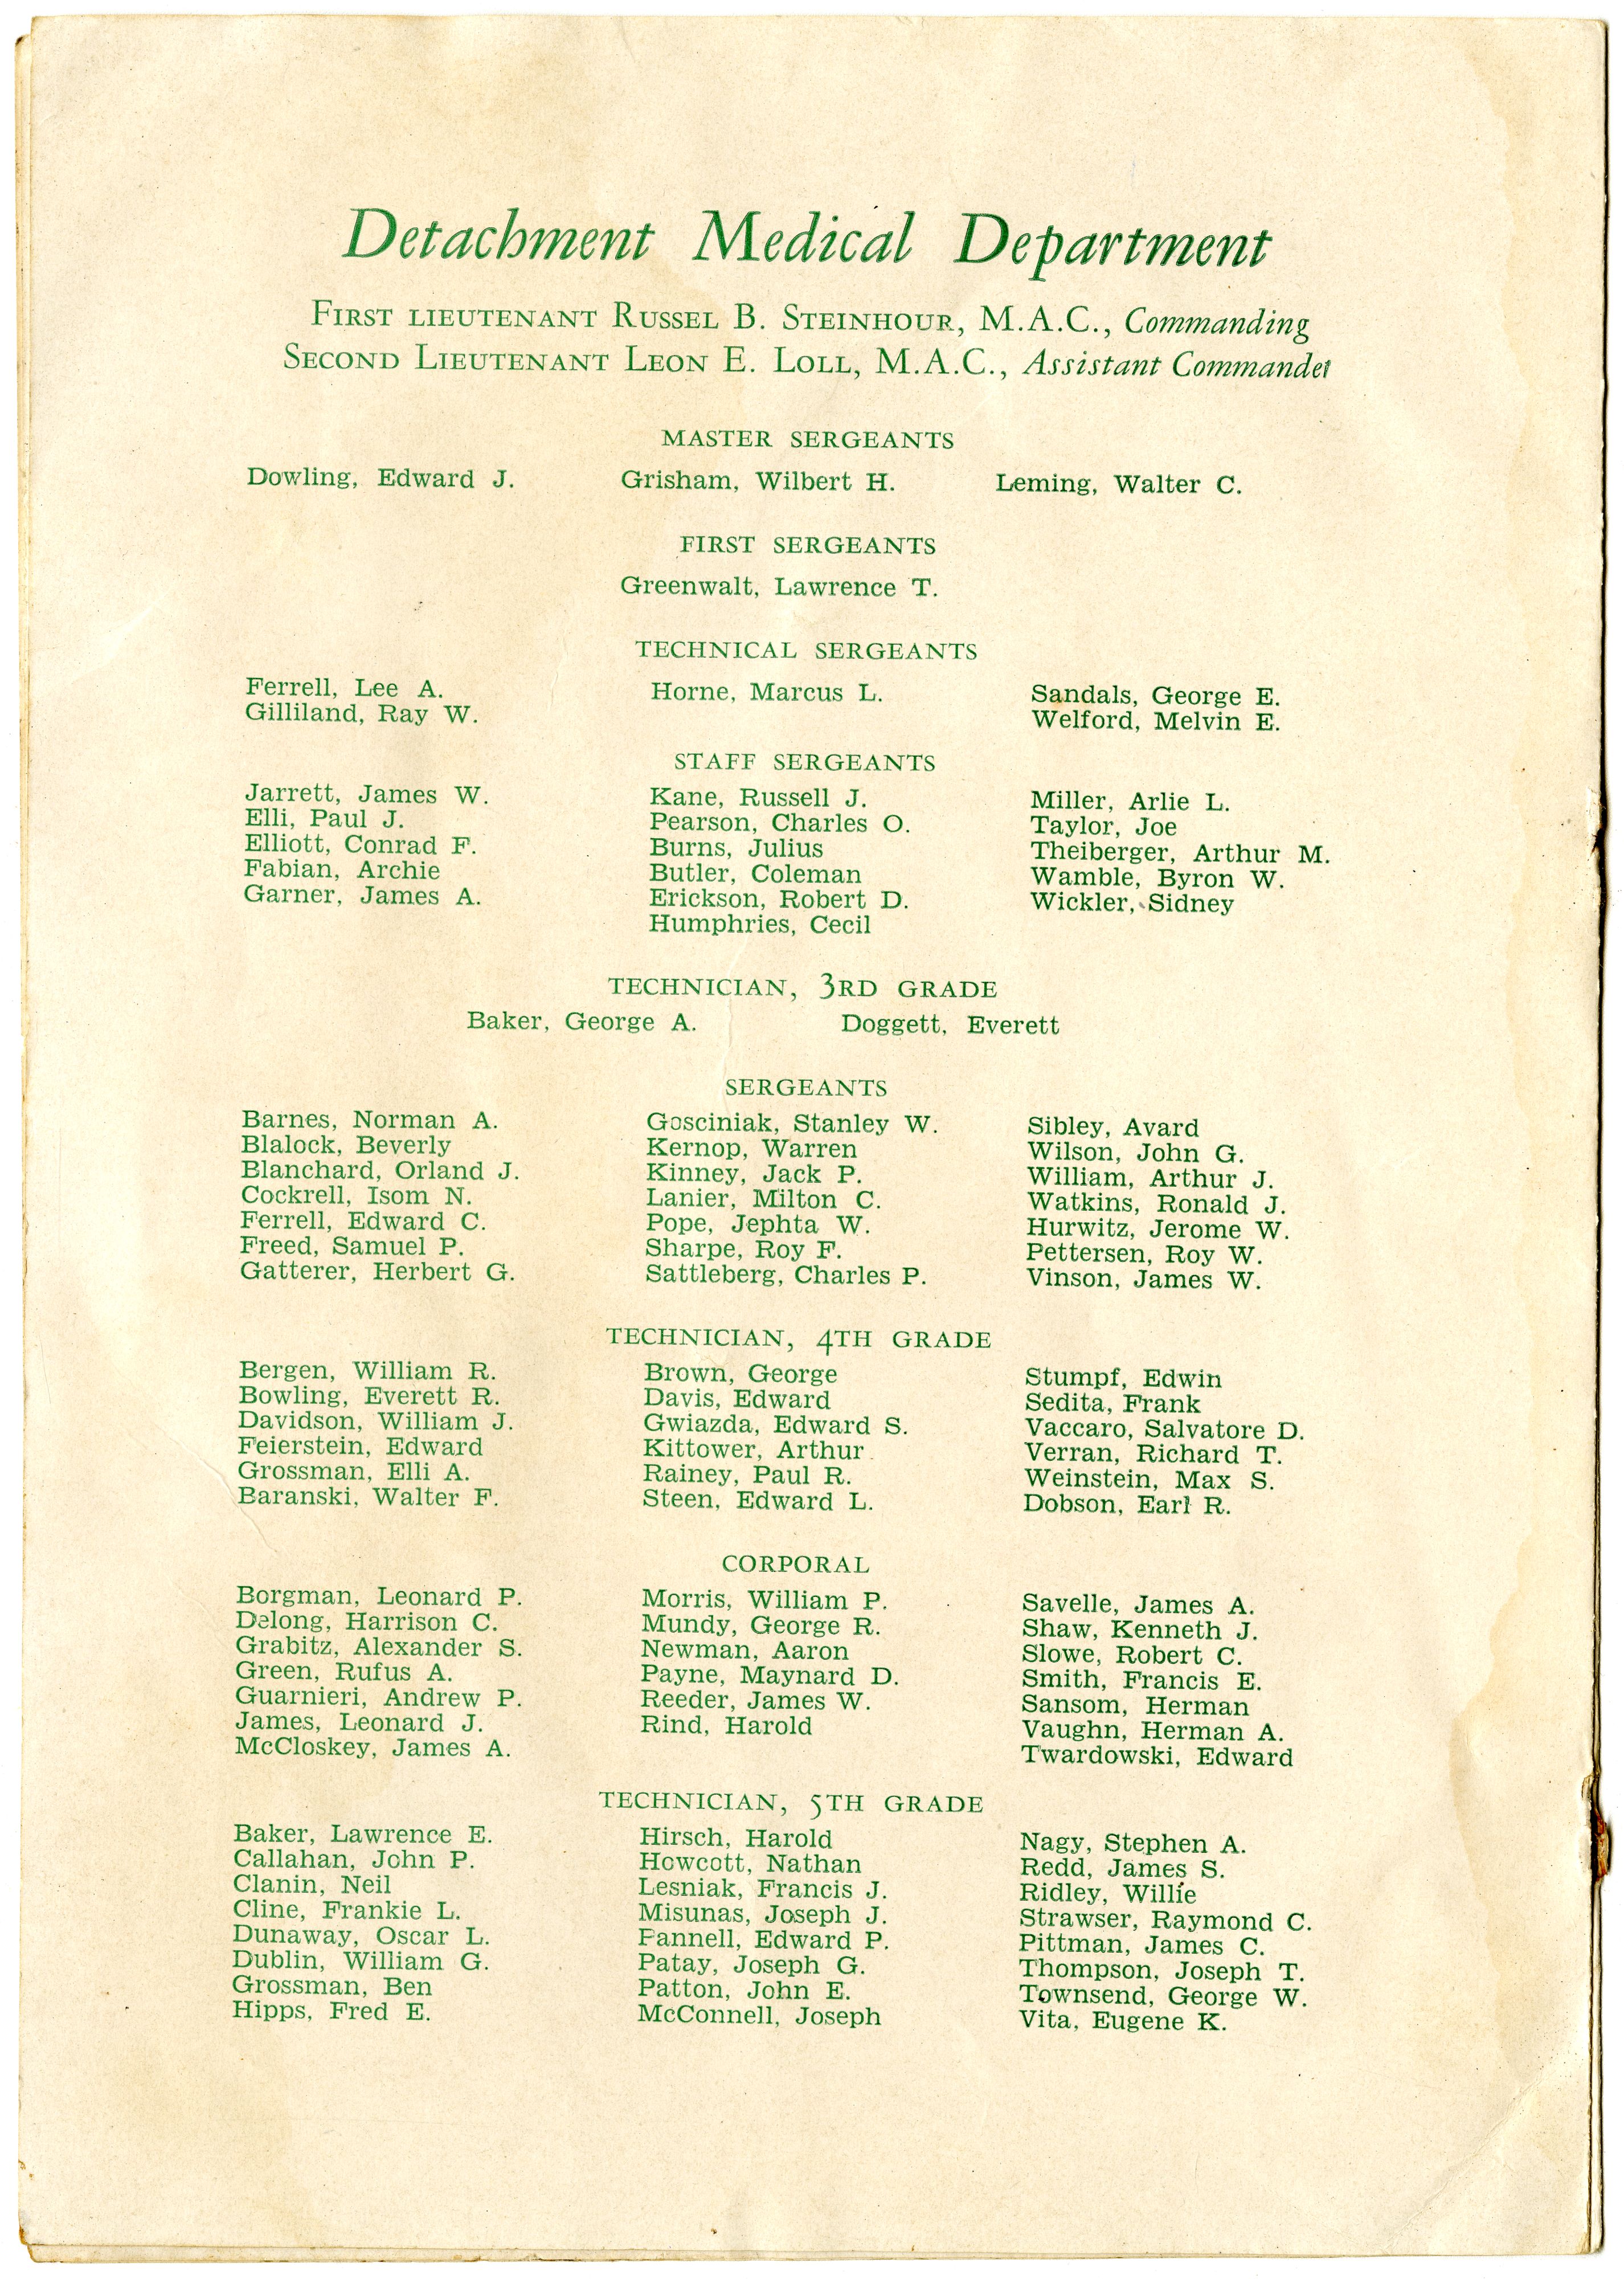 Detachment Medical Department
First lieutenant Russel B. Steinhour, M.A.C., Commanding
Second Lieutenant Leon E. Loll, M.A.C., Assistant Commander
MASTER SERGEANTS
Dowling, Edward J. Grisham, Wilbert H. Leming, Walter C.
FIRST SERGEANTS
Greenwalt, Lawrence T.
TECHNICAL SERGEANTS
Ferrell, Lee A. Horne, Marcus L. Sandals, George E.
Gilliland, Ray W. Welford, Melvin E.
STAFF SERGEANTS
Jarrett, James W. Kane, Russell J. Miller, Arlie L.
Elli, Paul J. Pearson, Charles O. Taylor, Joe
Elliott, Conrad F. Burns, Julius Theiberger, Arthur M.
Fabian, Archie Butler, Coleman Wamble, Byron W.
Garner, James A. Erickson, Robert D. Wickler, Sidney
Humphries, Cecil
TECHNICIAN, 3RD GRADE
Baker, George A. Doggett, Everett
SERGEANTS
Barnes, Norman A. Gosciniak, Stanley W. Sibley, Avard
Blalock, Beverly Kernop, Warren Wilson, John G.
Blanchard, Orland J. Kinney, Jack P. William, Arthur J.
Cockrell, Isom N. Lanier, Milton C. Watkins, Ronald J.
Ferrell, Edward C. Pope, Jephta W. Hurwitz, Jerome W.
Freed, Samuel P. Sharpe, Roy F. Pettersen, Roy W.
Gatterer, Herbert G. Sattleberg, Charles P. Vinson, James W.
TECHNICIAN, 4TH GRADE
Bergen, William R. Brown, George Stumpf, Edwin
Bowling, Everett R. Davis, Edward Sedita, Frank
Davidson, William J. Gwiazda, Edward S. Vaccaro, Salvatore D.
Feierstein, Edward Kittower, Arthur Verran, Richard T.
Grossman, Elli A. Rainey, Paul R. Weinstein, Max S.
Baranski, Walter F. Steen, Edward L. Dobson, Earl R.
CORPORAL
Borgman, Leonard P. Morris, William P. Savelle, James A.
Delong, Harrison C. Mundy, George R. Shaw, Kenneth J.
Grabitz, Alexander S. Newman, Aaron Slowe, Robert C.
Green, Rufus A. Payne, Maynard D. Smith, Francis E.
Guarnieri, Andrew P. Reeder, James W. Sansom, Herman
James, Leonard J. Rind, Harold Vaughn, Herman A.
McCloskey, James A. Twardowski, Edward
TECHNICIAN, 5TH GRADE
Baker, Lawrence E. Hirsch, Harold Nagy, Stephen A.
Callahan, John P. Howcott, Nathan Redd, James S.
Clanin, Neil Lesniak, Francis J. Ridley, Willie
Cline, Frankie L. Misunas, Joseph J. Strawser, Raymond C.
Dunaway, Oscar L. Pannell, Edward P. Pittman, James C.
Dublin, William G. Patay, Joseph G. Thompson, Joseph T.
Grossman, Ben Patton, John E. Townsend, George W.
Hipps, Fred E. McConnell, Joseph Vita, Eugene K.